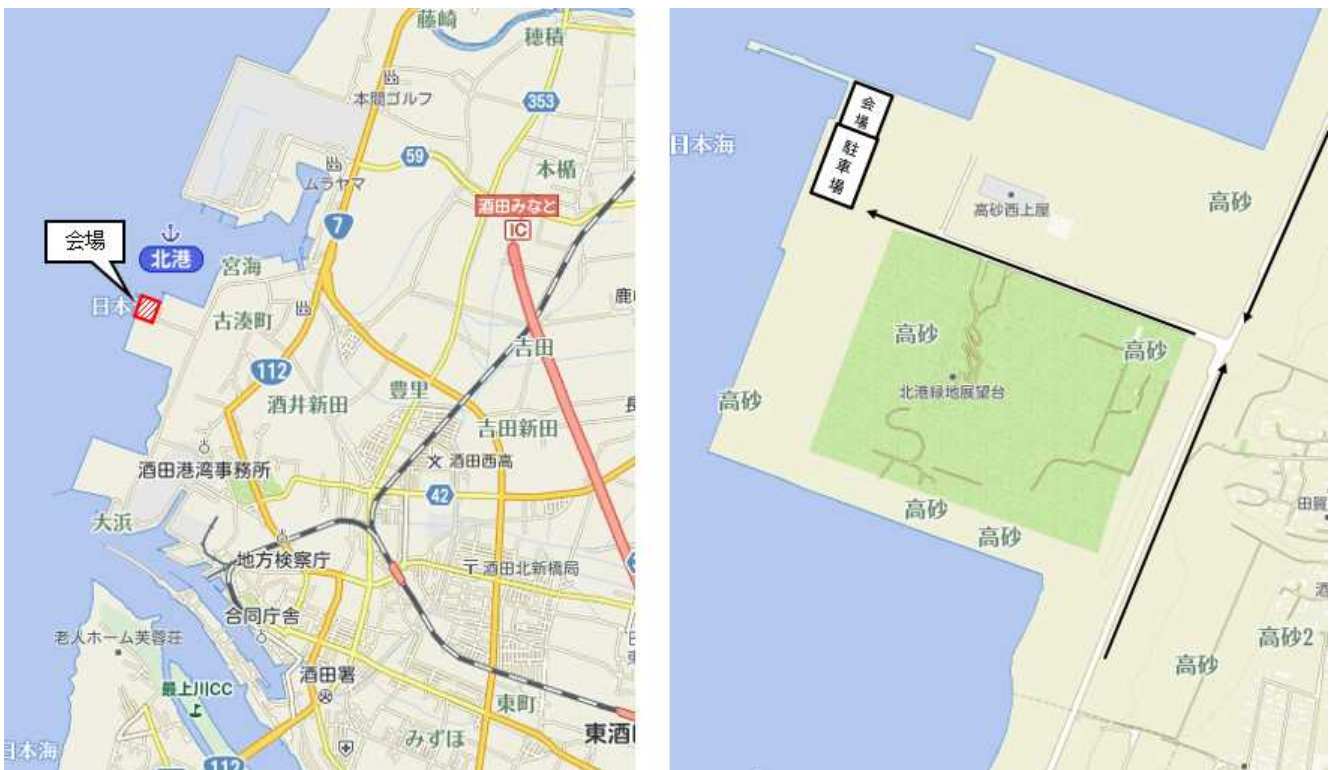 藤崎
穂積
本間ゴルフ
353
59
本楯
ムラヤマ
酒田みなと
IC
7
会場
北港
宮海
日本
古湊町
吉田
112
豊里
酒井新田
吉田新田
酒田西高
酒田港湾事務所
42
大浜
地方検察庁
酒田北新橋局
合同庁舎
老人ホーム芙蓉荘
酒田署
最上川CC
東町
みずほ
東酒
日本海
112
会場
駐車場
日本海
高砂西上屋
高砂
高砂
高砂
北港緑地展望台
高砂
高砂
高砂
高砂2
高砂